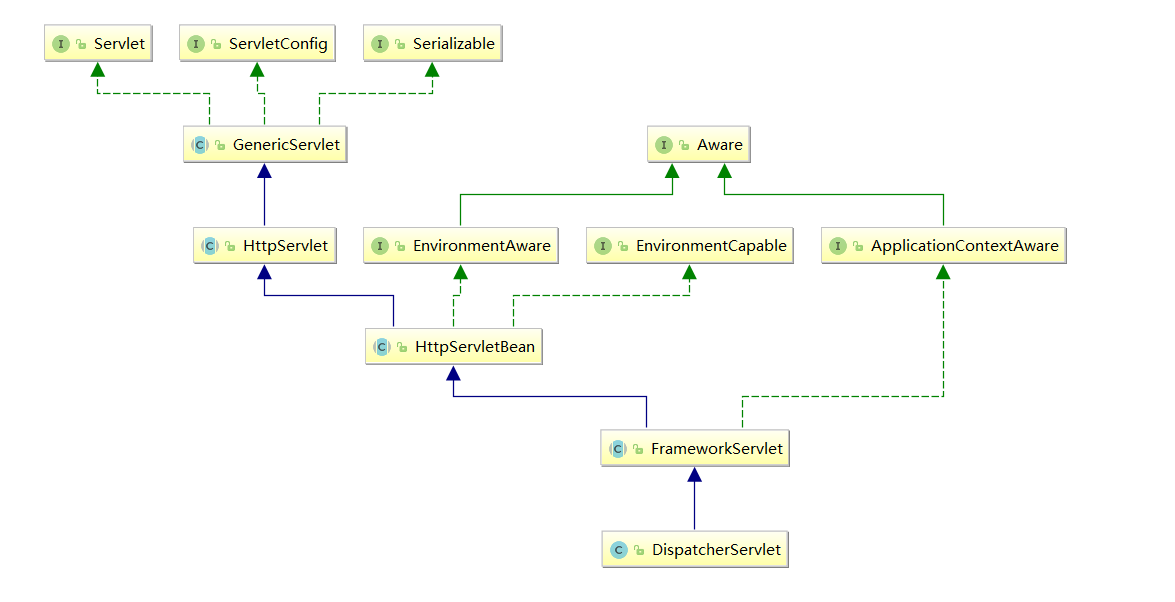 I Servlet
I ServletConfig
I Serializable
C GenericServlet
I Aware
C HttpServlet
I EnvironmentAware
I EnvironmentCapable
I ApplicationContextAware
C HttpServletBean
C FrameworkServlet
C DispatcherServlet